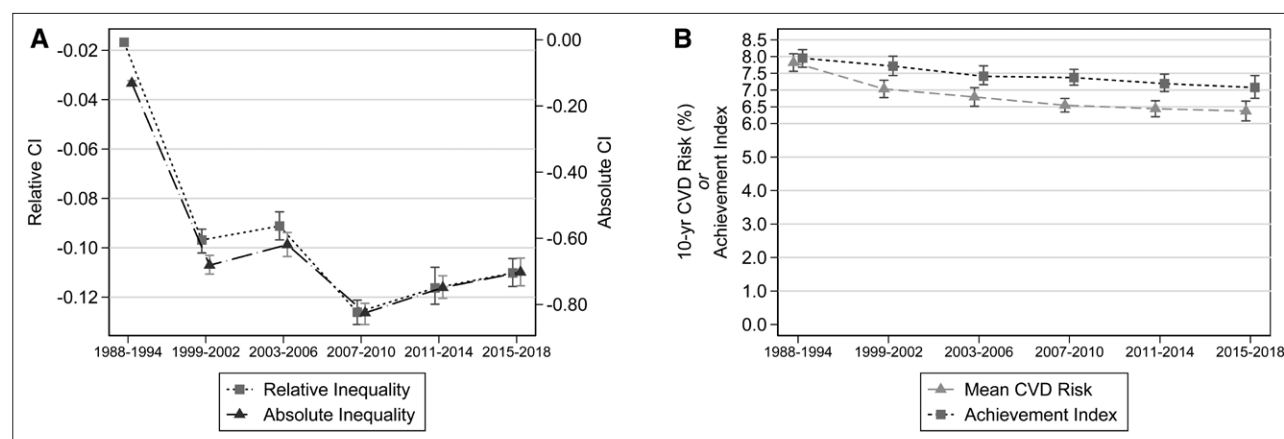 A
Relative CI
-0.02
-0.04
-0.06
-0.08
-0.10
-0.12
0.00
-0.20
-0.40
-0.60
-0.80
Absolute CI
1988-1994 1999-2002 2003-2006 2007-2010 2011-2014 2015-2018
Relative Inequality
Absolute Inequality
B
10-yr CVD Risk (%)
or
Achievement Index
8.5
8.0
7.5
7.0
6.5
6.0
5.0
4.0
3.0
2.0
1.0
0.0
1988-1994 1999-2002 2003-2006 2007-2010 2011-2014 2015-2018
Mean CVD Risk
Achievement Index